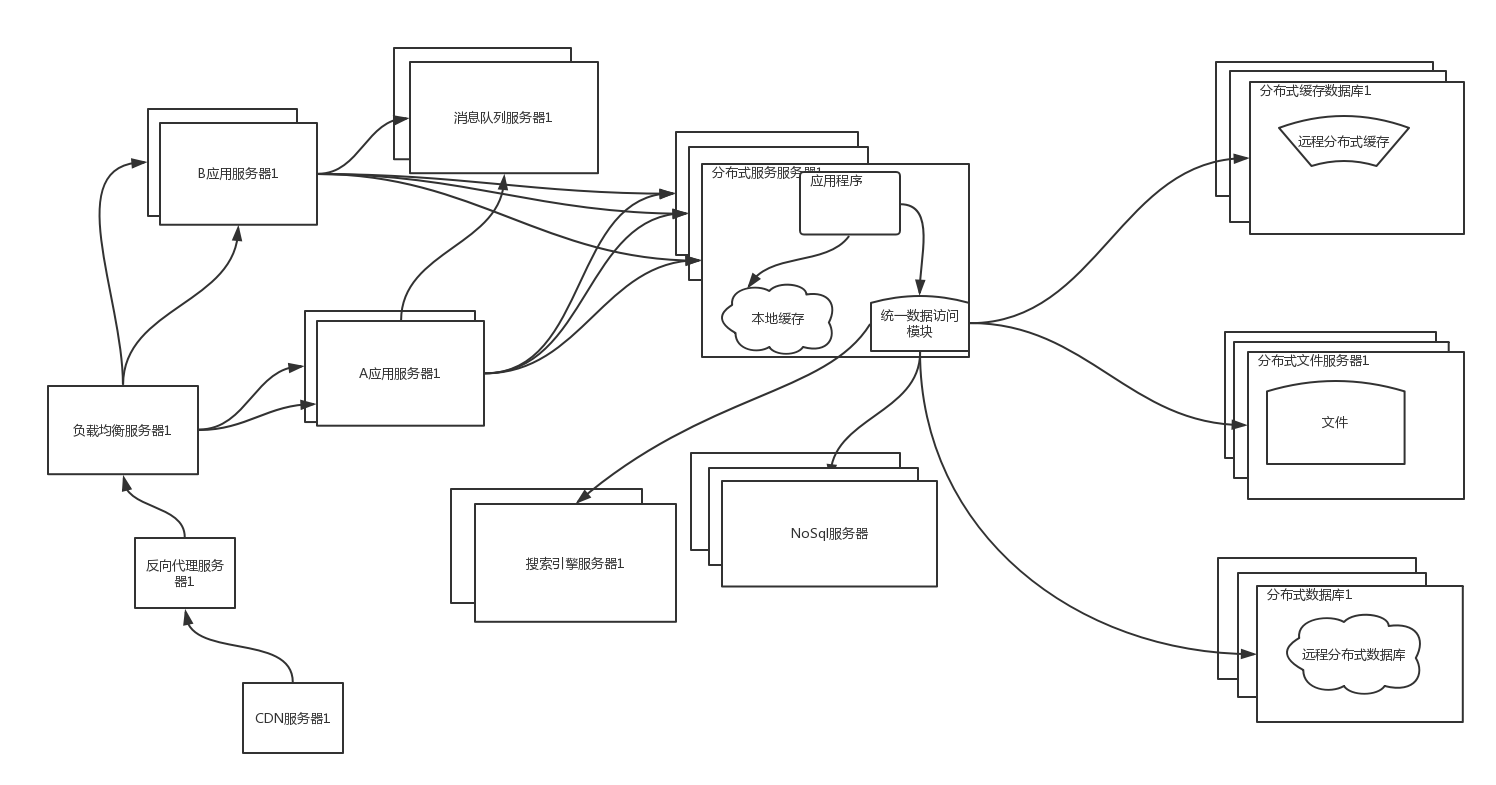 消息队列服务器1
B应用服务器1
分布式缓存数据库1
远程分布式缓存
分布式服务服务器1
应用程序
本地缓存
统一数据访问
模块
A应用服务器1
负载均衡服务器1
分布式文件服务器1
文件
搜索引擎服务器1
NoSql服务器
反向代理服务
器1
分布式数据库1
远程分布式数据库
CDN服务器1